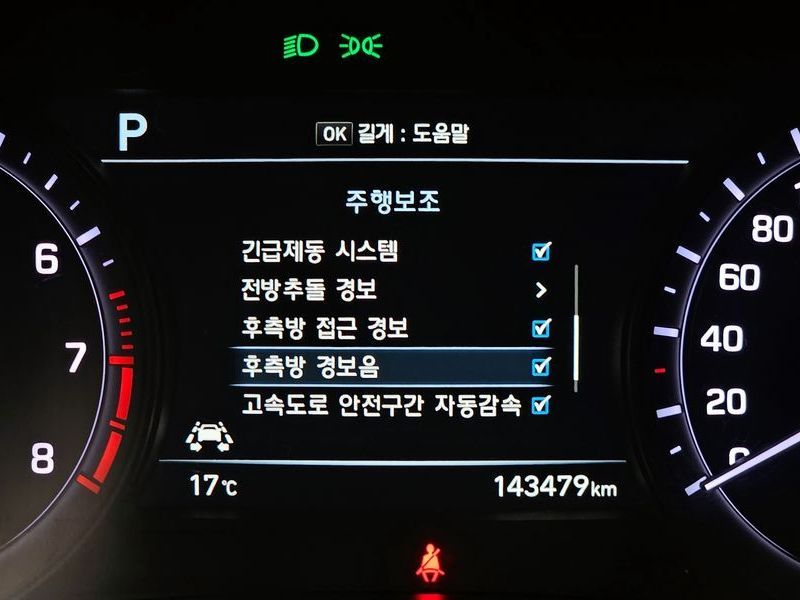 P
OK 길게 : 도움말
주행보조
긴급제동 시스템
전방추돌 경보
후측방 접근 경보
후측방 경보음
고속도로 안전구간 자동감속
17℃
143479km
6
7
8
80
60
40
20
0